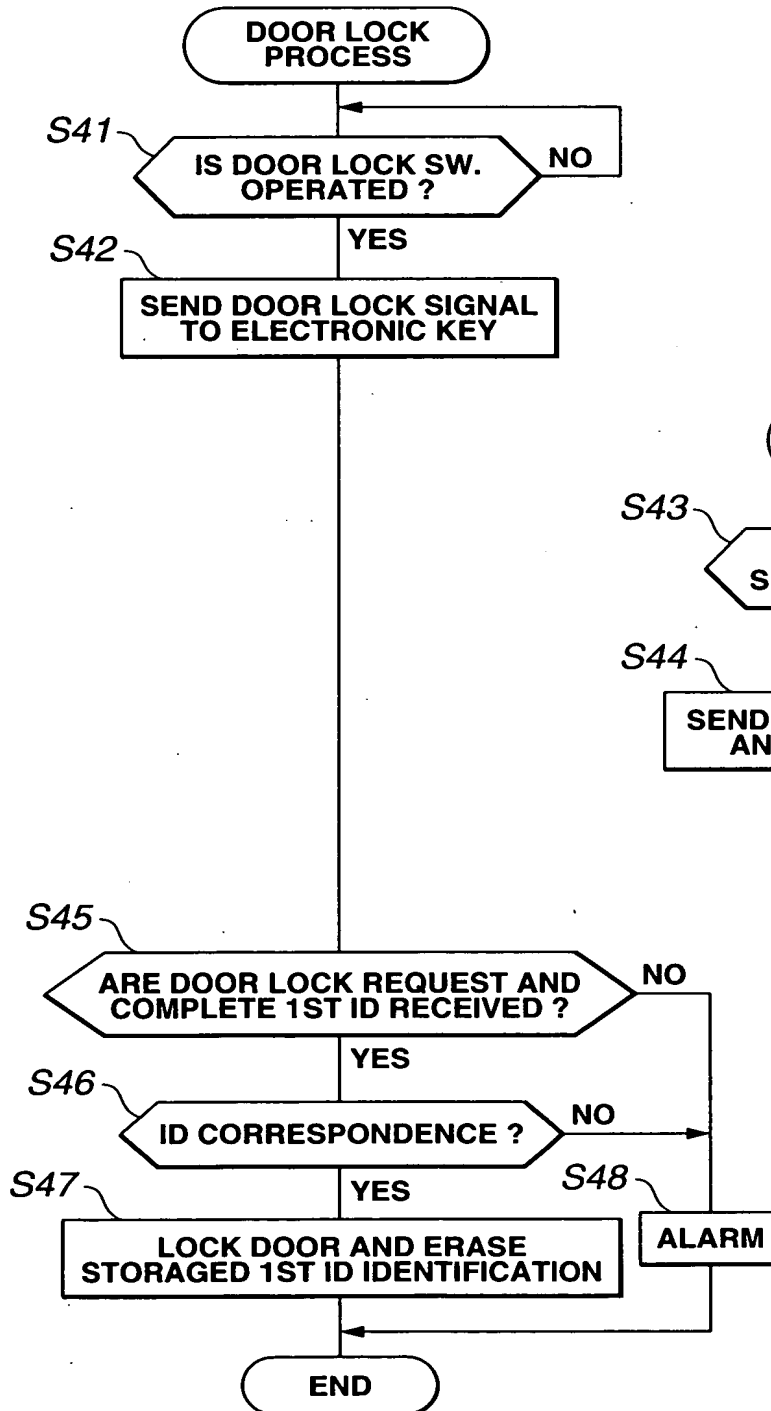 DOOR LOCK
PROCESS
S41
IS DOOR LOCK SW.
OPERATED ?
NO
YES
S42
SEND DOOR LOCK SIGNAL
TO ELECTRONIC KEY
S43
S
S44
SEND
AN
S45
ARE DOOR LOCK REQUEST AND
COMPLETE 1ST ID RECEIVED ?
NO
YES
S46
ID CORRESPONDENCE ?
NO
YES
S47
LOCK DOOR AND ERASE
STORAGED 1ST ID IDENTIFICATION
S48
ALARM
END